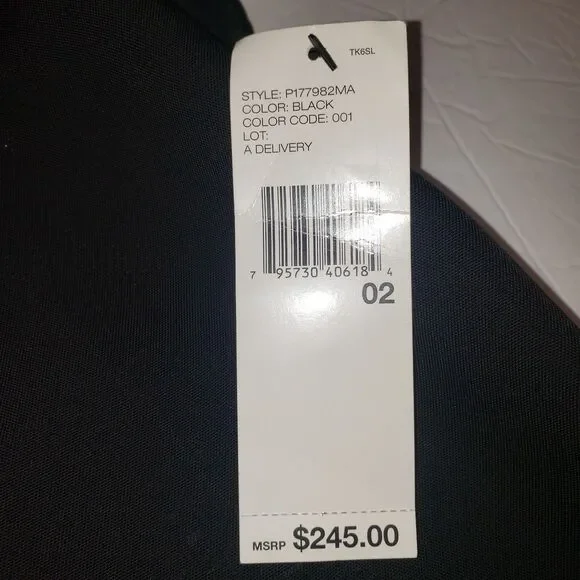 TK6SL
STYLE: P177982MA
COLOR: BLACK
COLOR CODE: 001
LOT:
A DELIVERY
7 95730 40618 4
02
MSRP $245.00